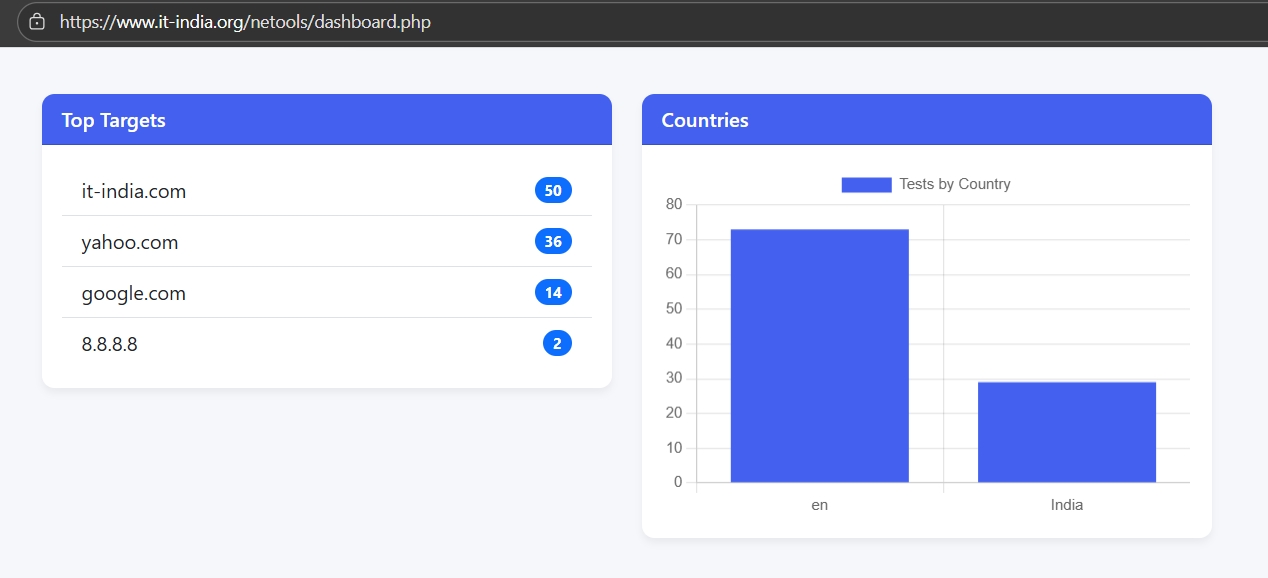 https://www.it-india.org/netools/dashboard.php
Top Targets
it-india.com 50
yahoo.com 36
google.com 14
8.8.8.8 2
Countries
Tests by Country
80
70
60
50
40
30
20
10
0
en India